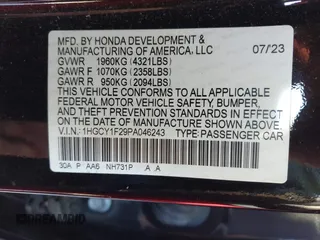 MFD. BY HONDA DEVELOPMENT &
MANUFACTURING OF AMERICA, LLC 07/23
GVWR 1960KG (4321LBS)
GAWR F 1070KG (2358LBS)
GAWR R 950KG (2094LBS)
THIS VEHICLE CONFORMS TO ALL APPLICABLE
FEDERAL MOTOR VEHICLE SAFETY, BUMPER,
AND THEFT PREVENTION STANDARDS IN EFFECT
ON THE DATE OF MANUFACTURE SHOWN ABOVE.
V.I.N: 1HGCY1F29PA046243 TYPE: PASSENGER CAR
30A P AA6 NH731P A A
DREAMBID